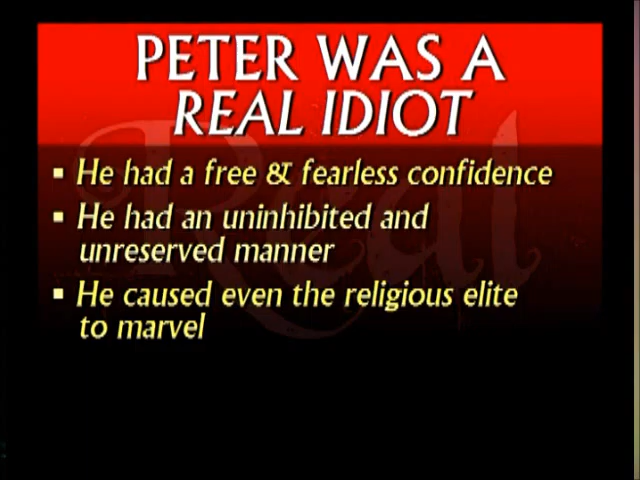 PETER WAS A
REAL IDIOT
▪ He had a free & fearless confidence
▪ He had an uninhibited and
unreserved manner
▪ He caused even the religious elite
to marvel
Real